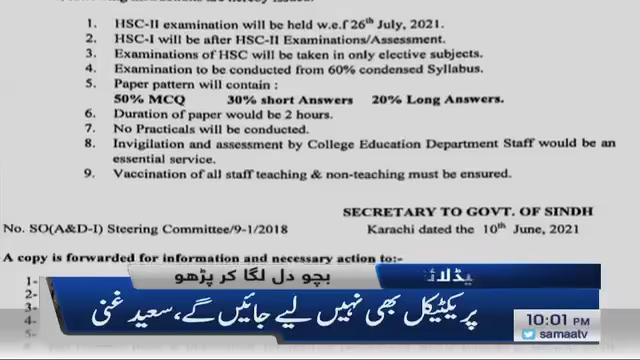 1. HSC-II examination will be held w.e.f 26th July, 2021.
2. HSC-I will be after HSC-II Examinations/Assessment.
3. Examinations of HSC will be taken in only elective subjects.
4. Examination to be conducted from 60% condensed Syllabus.
5. Paper pattern will contain :
50% MCQ 30% short Answers 20% Long Answers.
6. Duration of paper would be 2 hours.
7. No Practicals will be conducted.
8. Invigilation and assessment by College Education Department Staff would be an
essential service.
9. Vaccination of all staff teaching & non-teaching must be ensured.
SECRETARY TO GOVT. OF SINDH
No. SO(A&D-I) Steering Committee/9-1/2018 Karachi dated the 10th June, 2021
A copy is forwarded for information and necessary action to:-
1-
2-
3-
4-
بچو دل لگا کر پڑھو
پریکٹیکل بھی نہیں لیے جائیں گے، سعید غنی
10:01 PM
samaatv